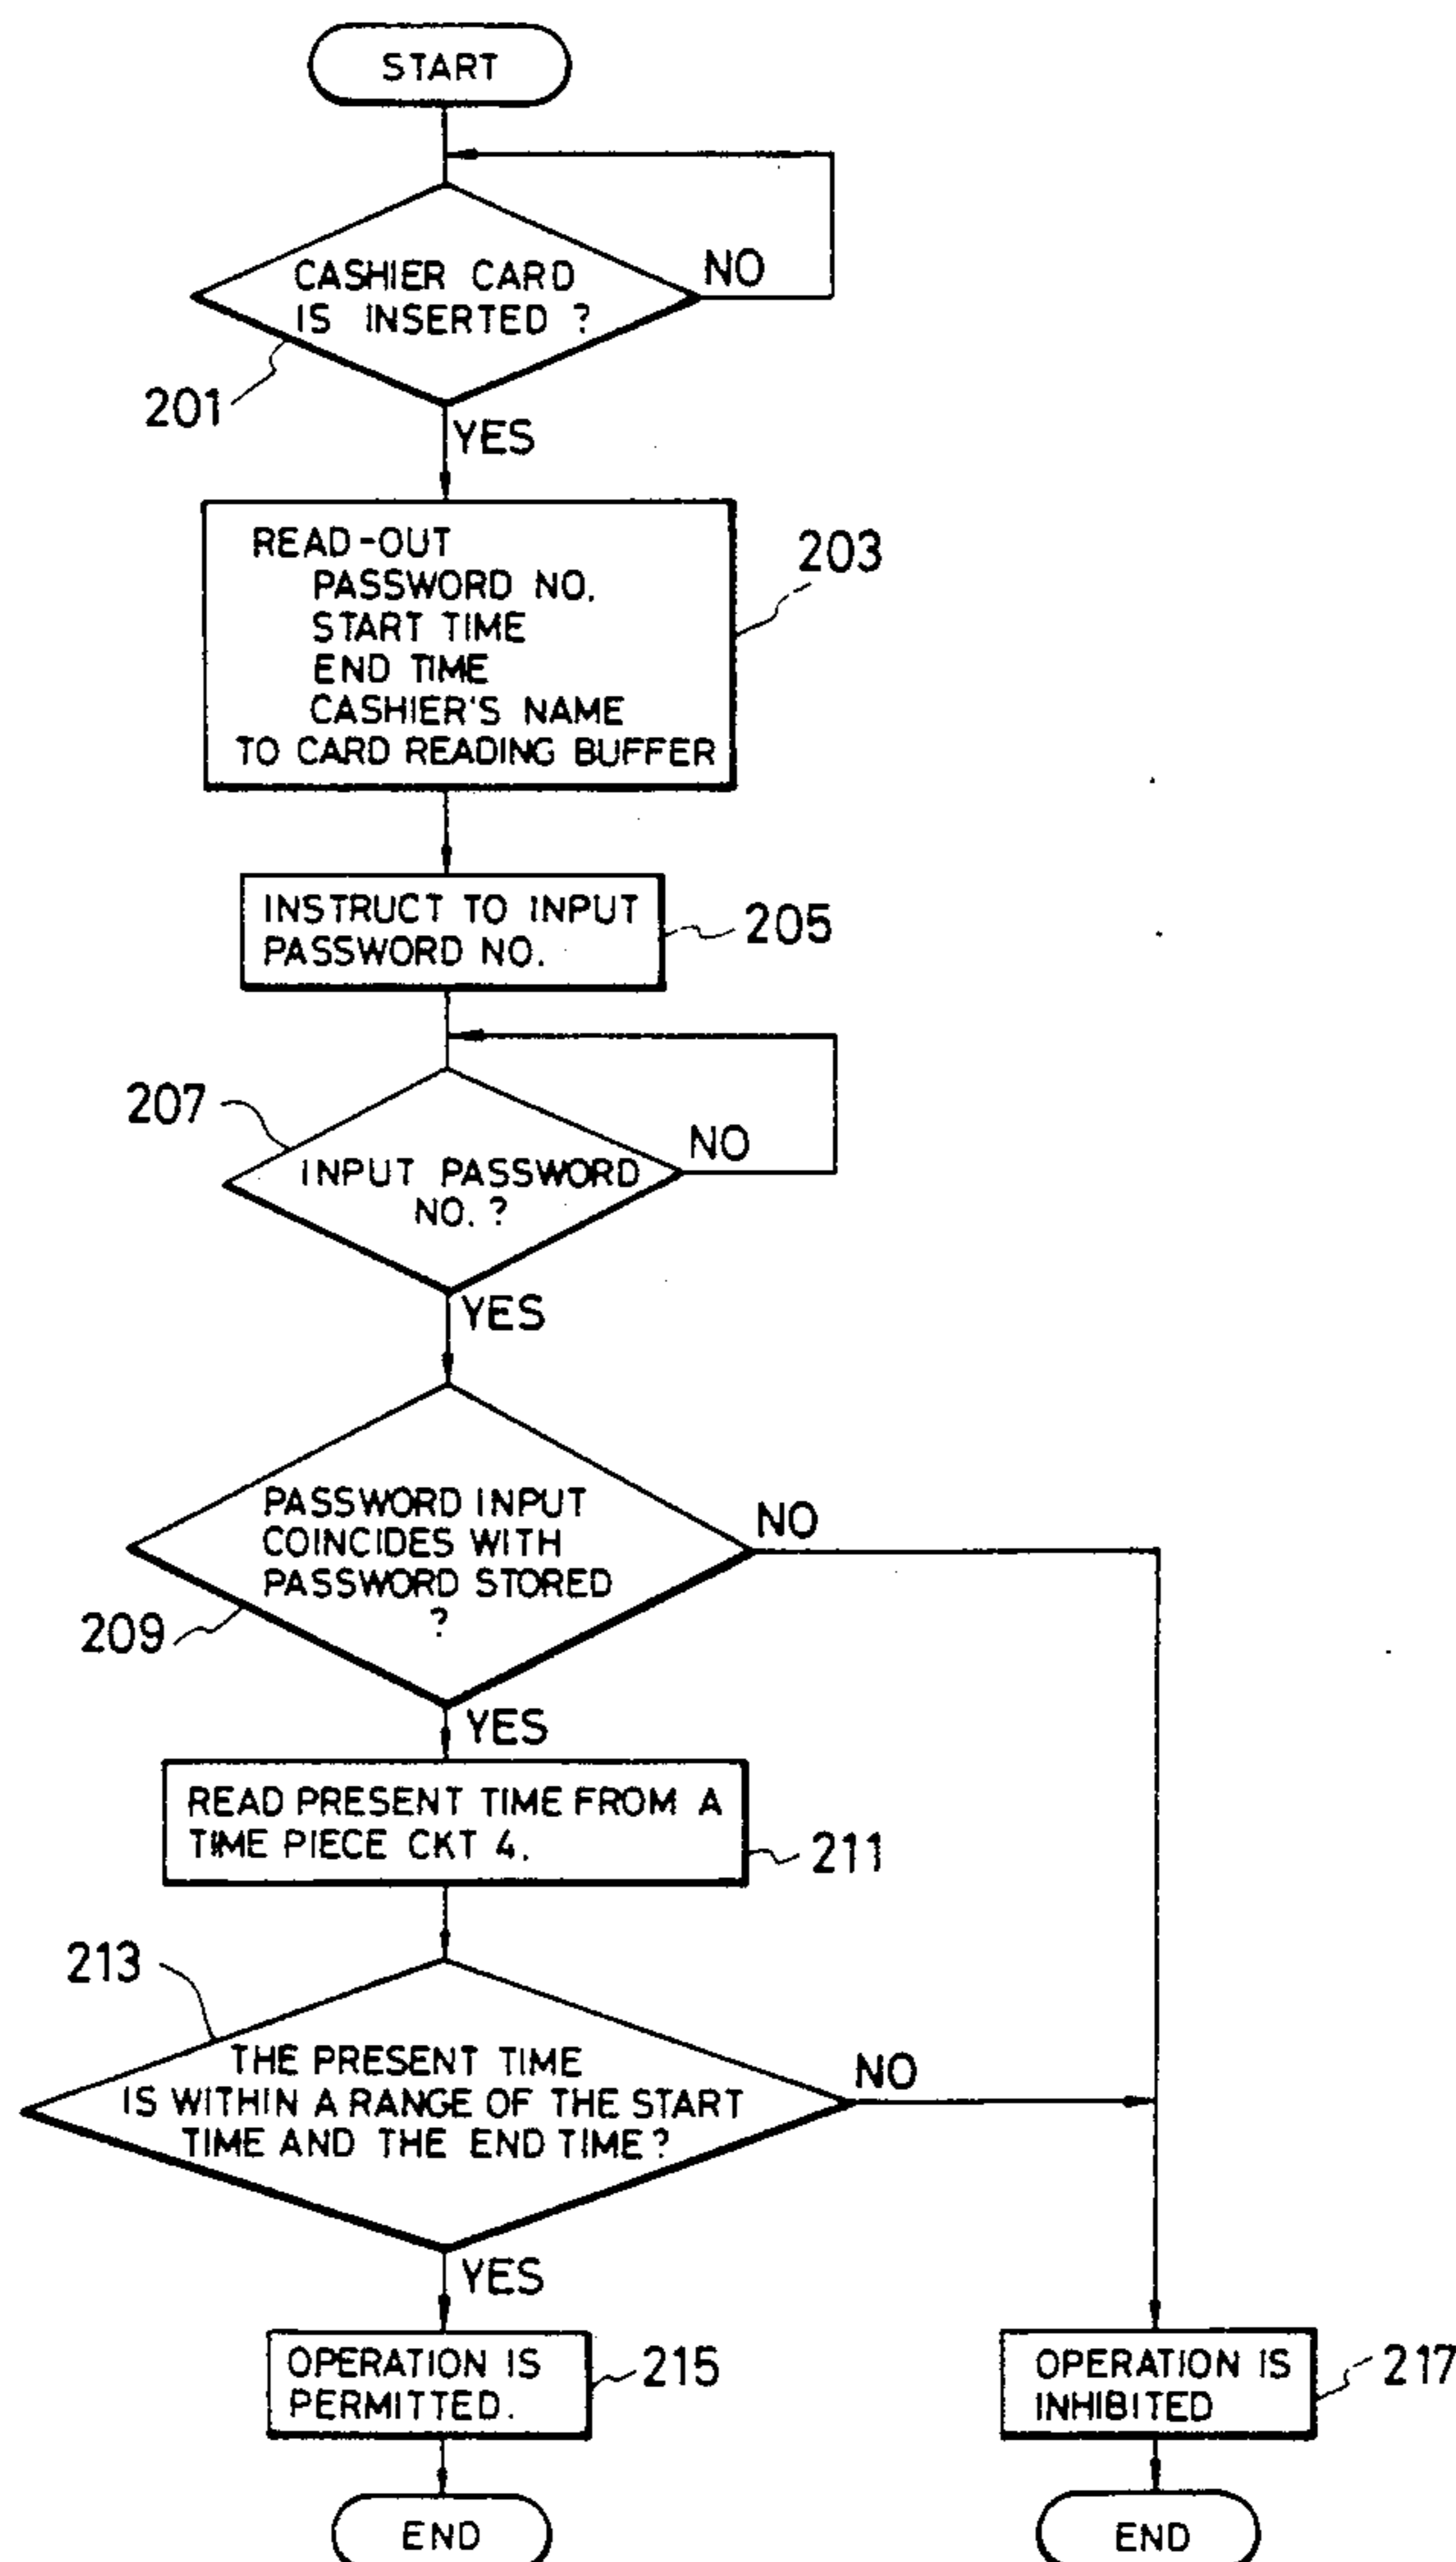 START
CASHIER CARD
IS INSERTED ?
NO
201
YES
READ-OUT
PASSWORD NO.
START TIME
END TIME
CASHIER'S NAME
TO CARD READING BUFFER
203
INSTRUCT TO INPUT
PASSWORD NO.
205
207
INPUT PASSWORD
NO. ?
NO
YES
PASSWORD INPUT
COINCIDES WITH
PASSWORD STORED
?
NO
209
YES
READ PRESENT TIME FROM A
TIME PIECE CKT 4.
211
213
THE PRESENT TIME
IS WITHIN A RANGE OF THE START
TIME AND THE END TIME ?
NO
YES
OPERATION IS
PERMITTED.
215
OPERATION IS
INHIBITED
217
END
END